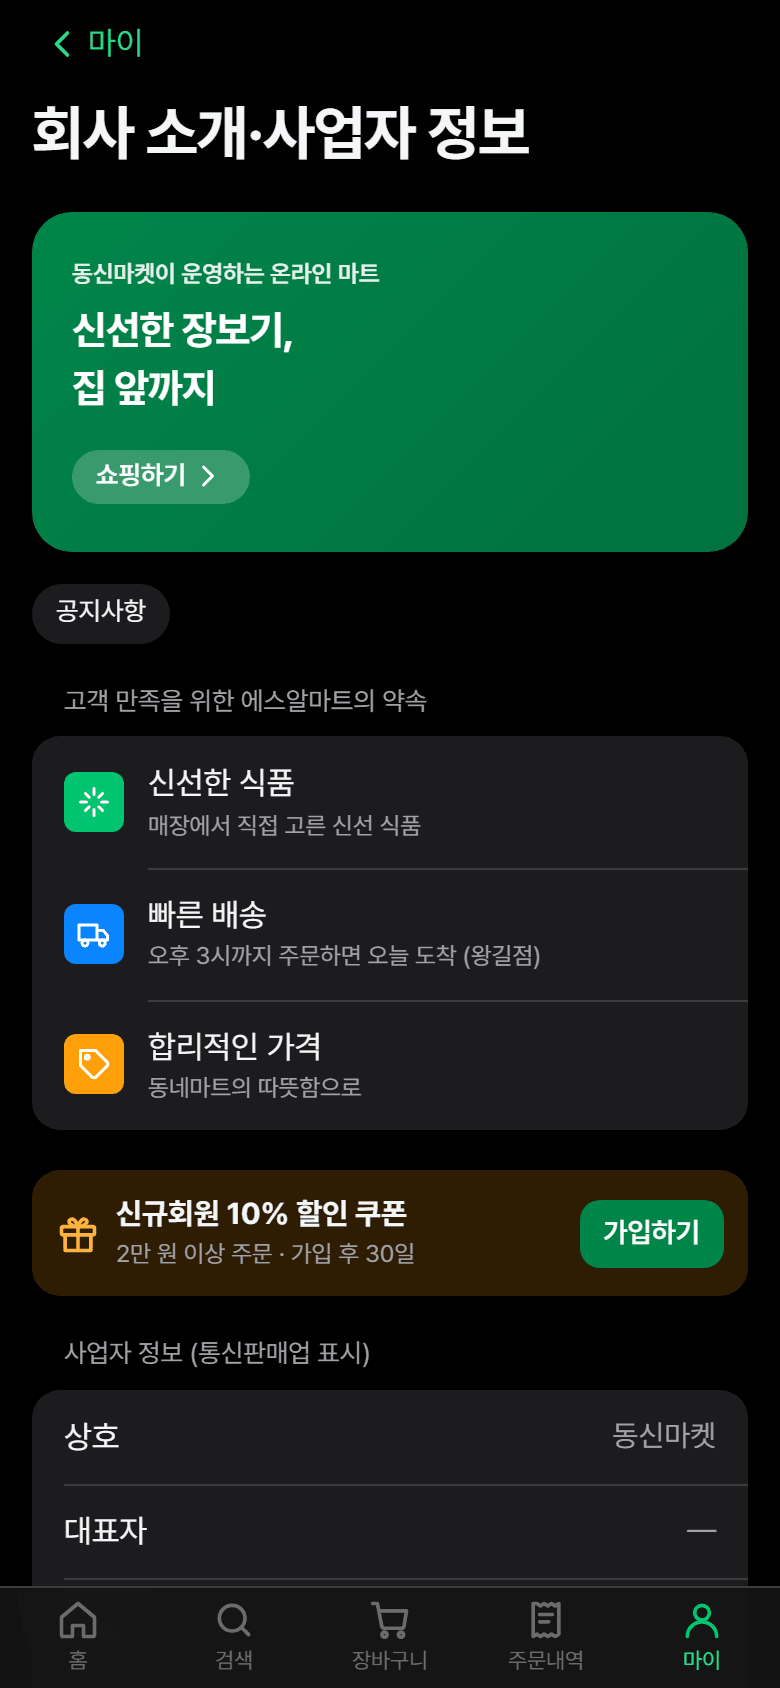 마이
회사 소개·사업자 정보
동신마켓이 운영하는 온라인 마트
신선한 장보기,
집 앞까지
쇼핑하기
공지사항
고객 만족을 위한 에스알마트의 약속
신선한 식품
매장에서 직접 고른 신선 식품
빠른 배송
오후 3시까지 주문하면 오늘 도착 (왕길점)
합리적인 가격
동네마트의 따뜻함으로
신규회원 10% 할인 쿠폰
2만 원 이상 주문 · 가입 후 30일
가입하기
사업자 정보 (통신판매업 표시)
상호 동신마켓
대표자 —
홈 검색 장바구니 주문내역 마이